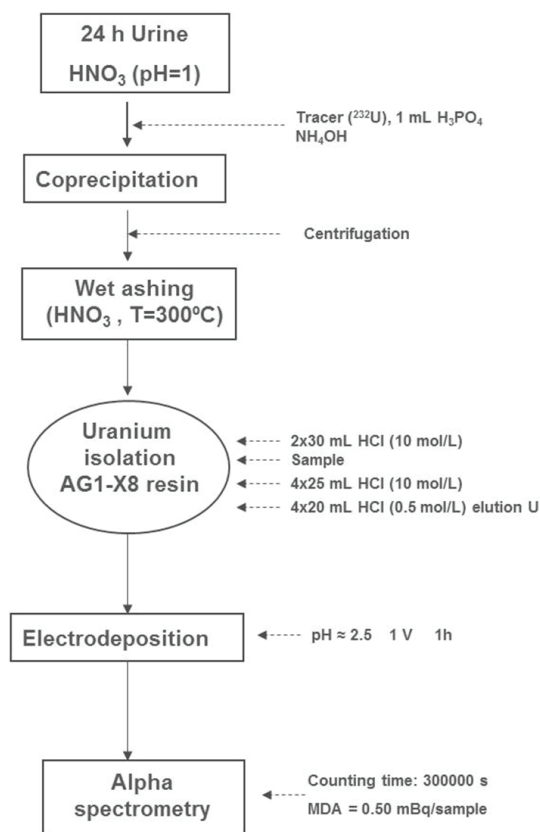 24 h Urine
HNO₃ (pH=1)
Tracer (²³²U), 1 mL H₃PO₄
NH₄OH
Coprecipitation
Centrifugation
Wet ashing
(HNO₃ , T=300ºC)
Uranium
isolation
AG1-X8 resin
2x30 mL HCl (10 mol/L)
Sample
4x25 mL HCl (10 mol/L)
4x20 mL HCl (0.5 mol/L) elution U
Electrodeposition
pH ≈ 2.5 1 V 1h
Alpha
spectrometry
Counting time: 300000 s
MDA = 0.50 mBq/sample